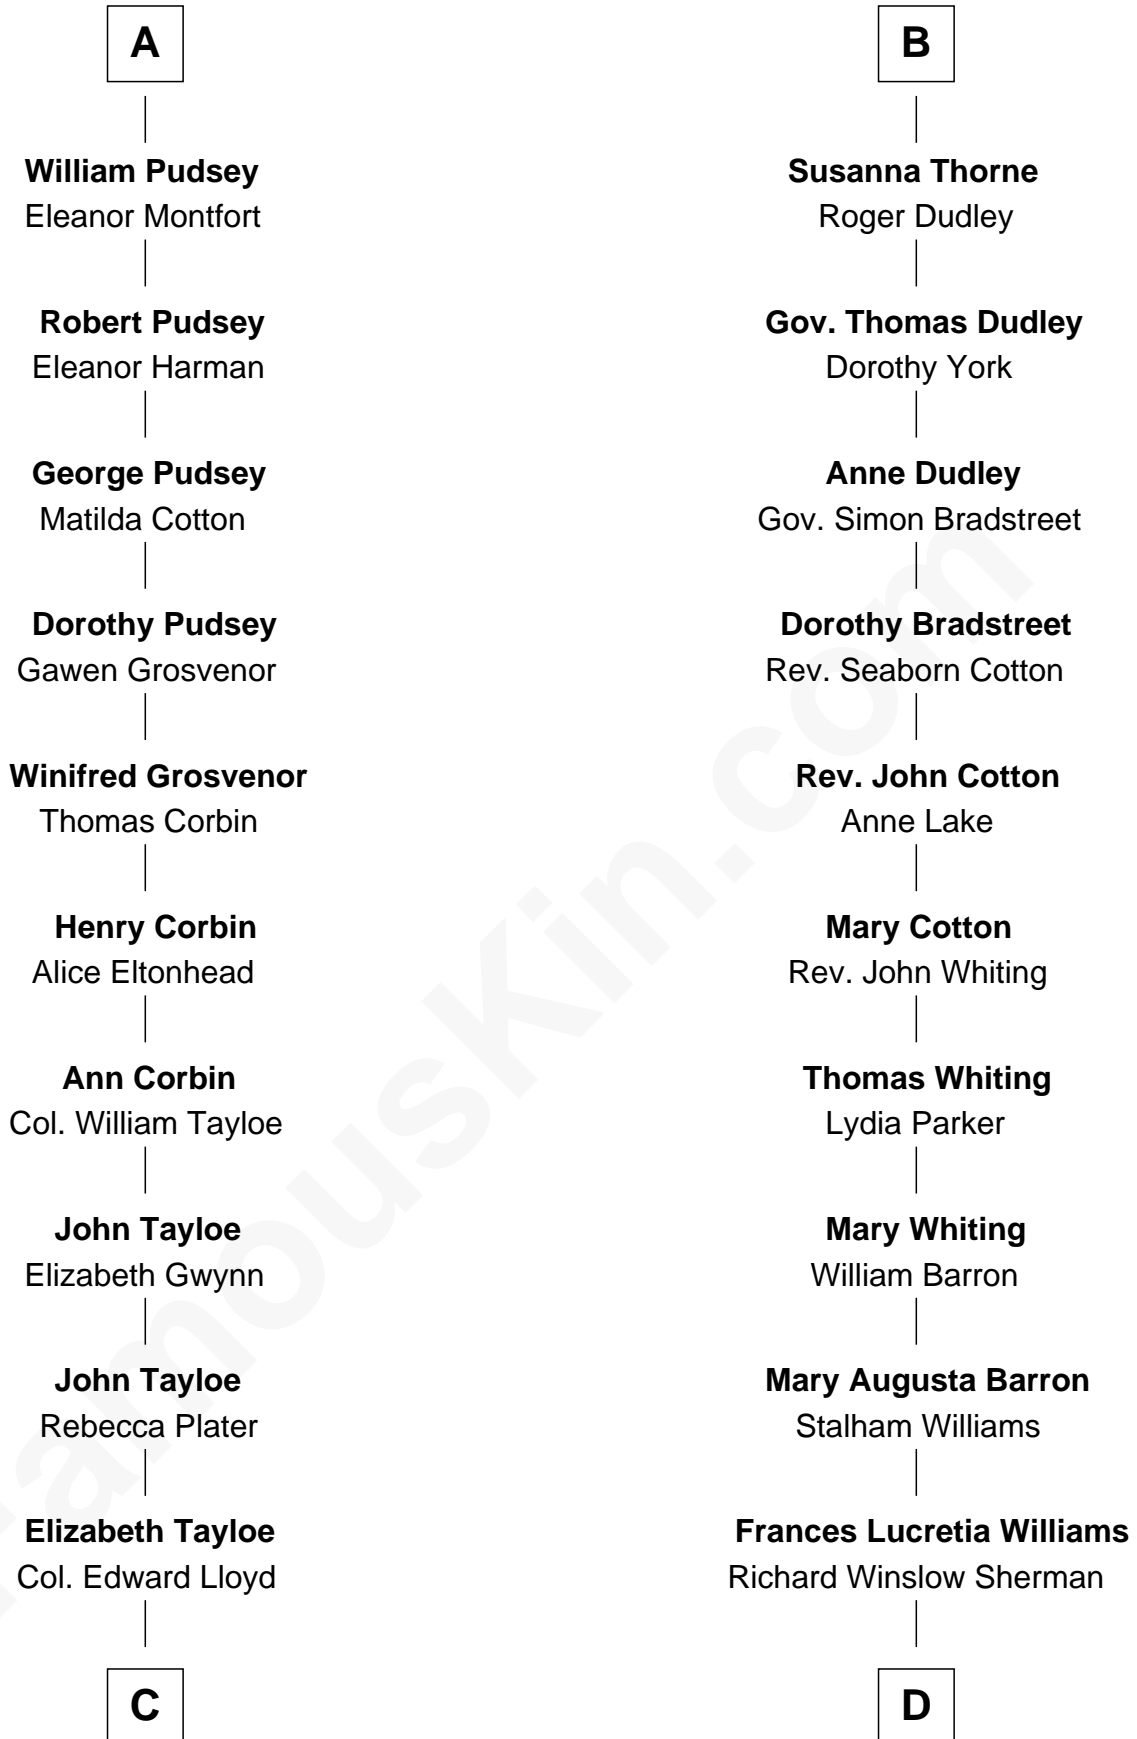 A
William Pudsey
Eleanor Montfort
Robert Pudsey
Eleanor Harman
George Pudsey
Matilda Cotton
Dorothy Pudsey
Gawen Grosvenor
Winifred Grosvenor
Thomas Corbin
Henry Corbin
Alice Eltonhead
Ann Corbin
Col. William Tayloe
John Tayloe
Elizabeth Gwynn
John Tayloe
Rebecca Plater
Elizabeth Tayloe
Col. Edward Lloyd
C
B
Susanna Thorne
Roger Dudley
Gov. Thomas Dudley
Dorothy York
Anne Dudley
Gov. Simon Bradstreet
Dorothy Bradstreet
Rev. Seaborn Cotton
Rev. John Cotton
Anne Lake
Mary Cotton
Rev. John Whiting
Thomas Whiting
Lydia Parker
Mary Whiting
William Barron
Mary Augusta Barron
Stalham Williams
Frances Lucretia Williams
Richard Winslow Sherman
D
FamousKin.com